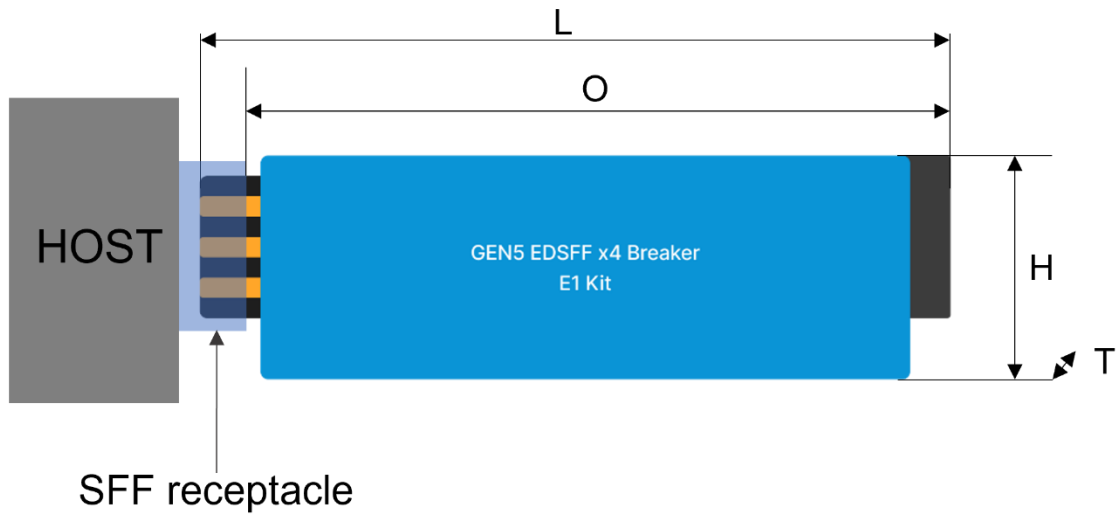 L
O
HOST
GEN5 EDSFF x4 Breaker
E1 Kit
H
T
SFF receptacle